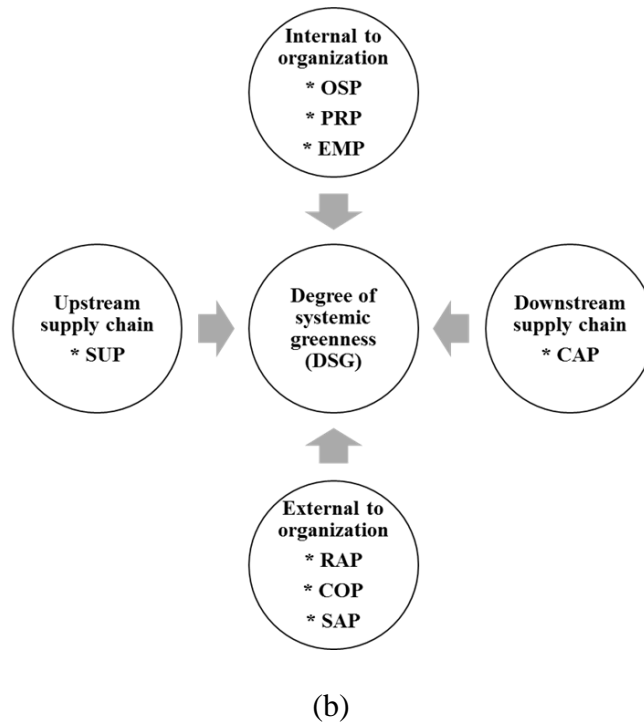 Internal to
organization
* OSP
* PRP
* EMP
Upstream
supply chain
* SUP
Degree of
systemic
greenness
(DSG)
Downstream
supply chain
* CAP
External to
organization
* RAP
* COP
* SAP
(b)